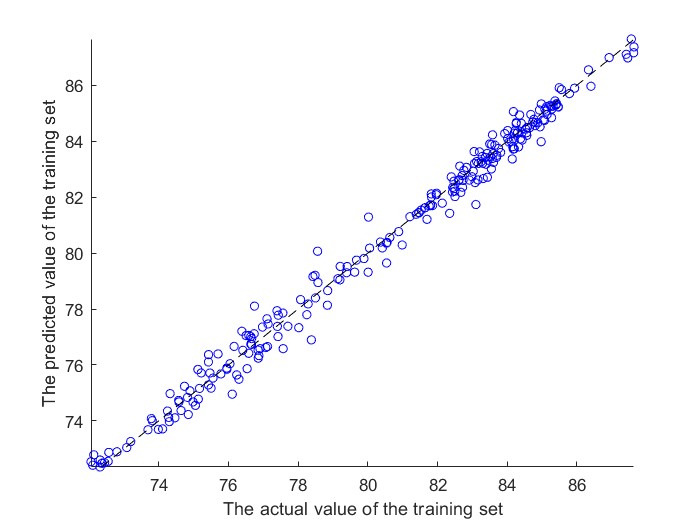 The predicted value of the training set
86
84
82
80
78
76
74
74 76 78 80 82 84 86
The actual value of the training set